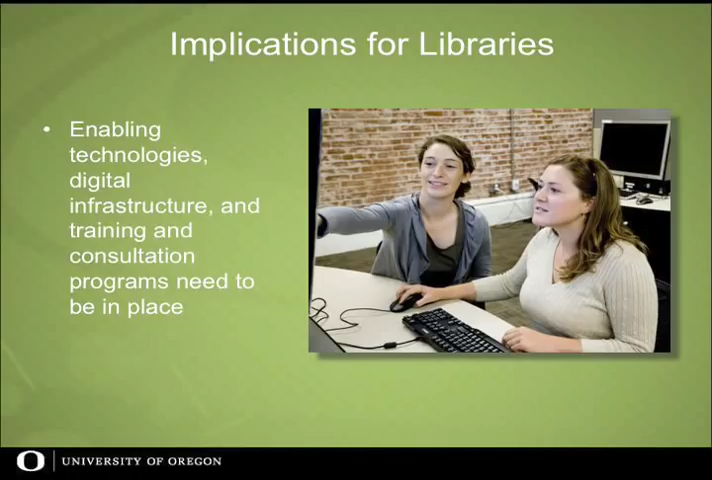 Implications for Libraries
• Enabling
technologies,
digital
infrastructure, and
training and
consultation
programs need to
be in place
O | UNIVERSITY OF OREGON